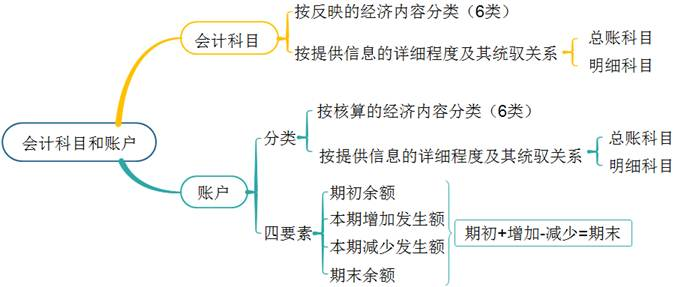 会计科目和账户
会计科目
按反映的经济内容分类（6类）
按提供信息的详细程度及其统驭关系
总账科目
明细科目
账户
分类
按核算的经济内容分类（6类）
按提供信息的详细程度及其统驭关系
总账科目
明细科目
四要素
期初余额
本期增加发生额
本期减少发生额
期末余额
期初+增加-减少=期末